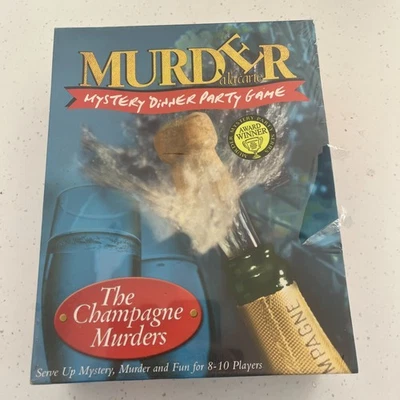 MURDER
à la carte
MYSTERY DINNER PARTY GAME
AWARD
WINNER
The
Champagne
Murders
MPAGNE
Serve Up Mystery, Murder and Fun for 8-10 Players